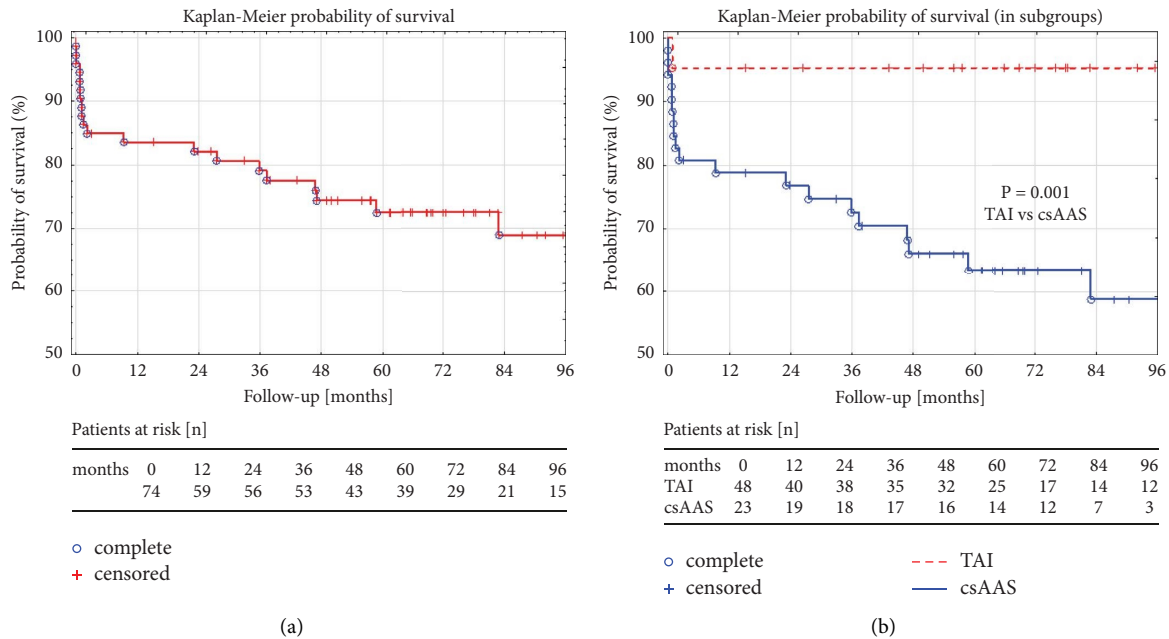 Kaplan-Meier probability of survival
Probability of survival (%)
100
90
80
70
60
50
0 12 24 36 48 60 72 84 96
Follow-up [months]
Patients at risk [n]
months 0 12 24 36 48 60 72 84 96
74 59 56 53 43 39 29 21 15
complete
censored
(a)
Kaplan-Meier probability of survival (in subgroups)
Probability of survival (%)
100
90
80
70
60
50
P = 0.001
TAI vs csAAS
0 12 24 36 48 60 72 84 96
Follow-up [months]
Patients at risk [n]
months 0 12 24 36 48 60 72 84 96
TAI 48 40 38 35 32 25 17 14 12
csAAS 23 19 18 17 16 14 12 7 3
complete
censored
TAI
csAAS
(b)